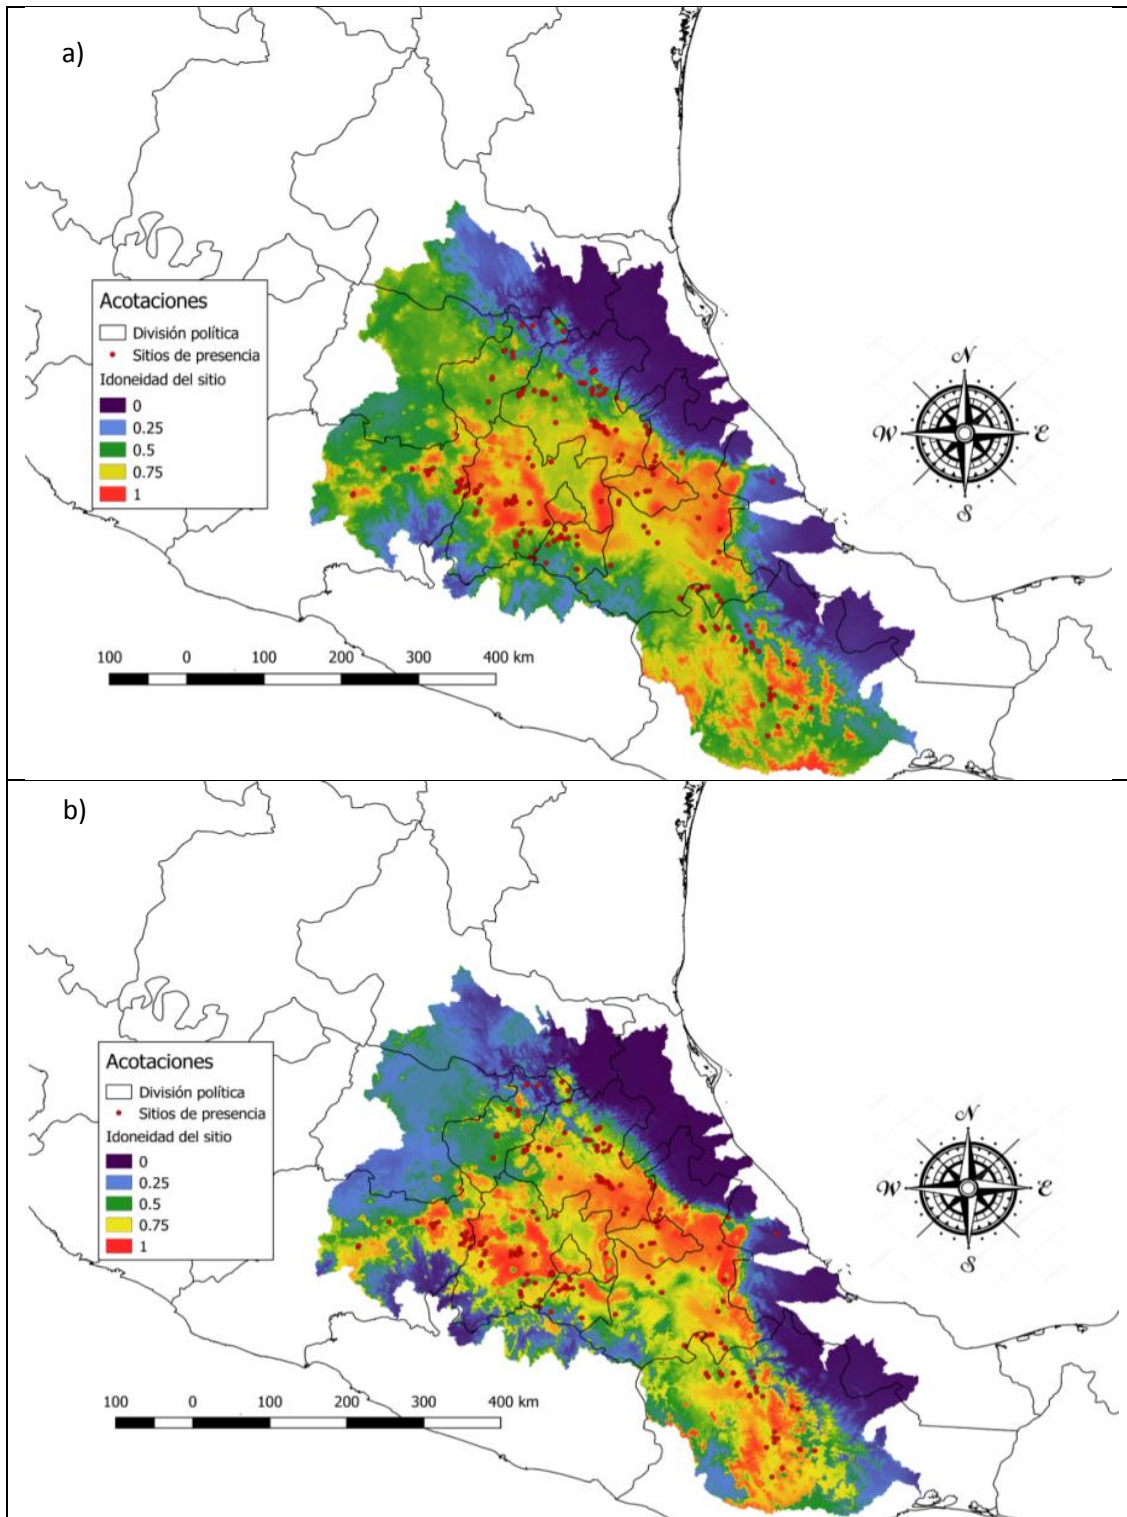 a)
Acotaciones
División política
Sitios de presencia
Idoneidad del sitio
0
0.25
0.5
0.75
1
N
W
E
S
100 0 100 200 300 400 km
b)
Acotaciones
División política
Sitios de presencia
Idoneidad del sitio
0
0.25
0.5
0.75
1
N
W
E
S
100 0 100 200 300 400 km